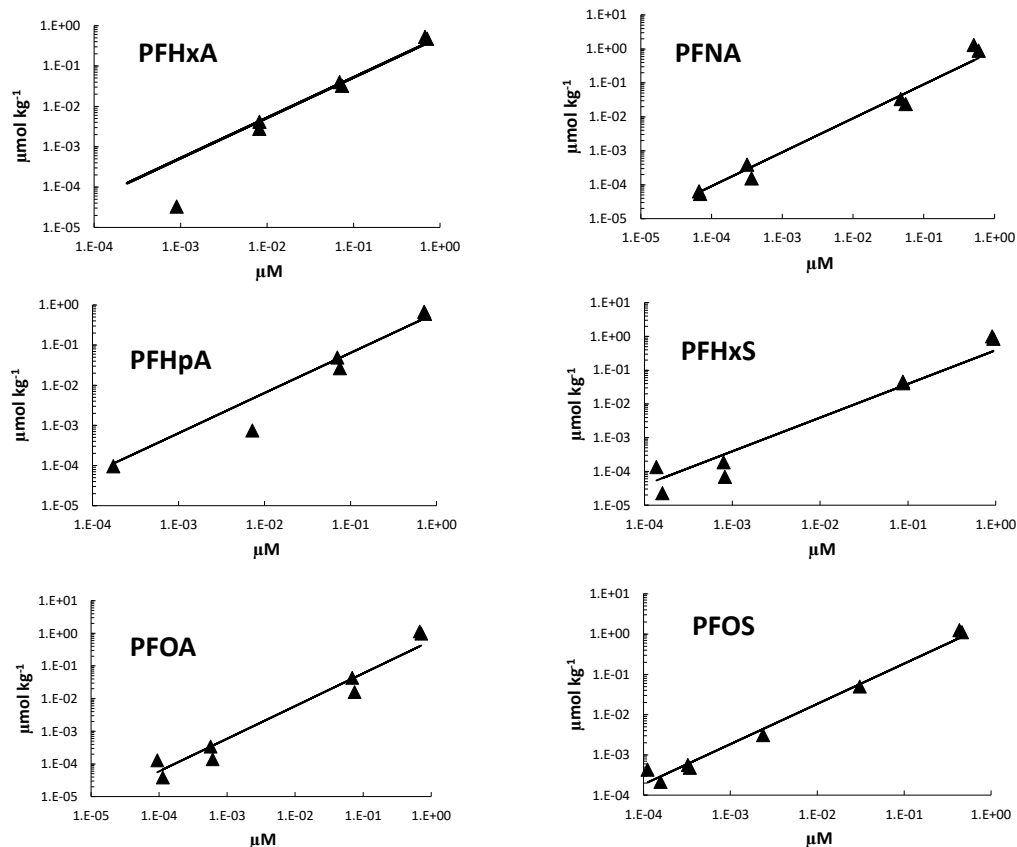 PFHxA
µmol kg⁻¹
1.E+00
1.E-01
1.E-02
1.E-03
1.E-04
1.E-05
1.E-04 1.E-03 1.E-02 1.E-01 1.E+00
µM
PFNA
µmol kg⁻¹
1.E+01
1.E+00
1.E-01
1.E-02
1.E-03
1.E-04
1.E-05
1.E-05 1.E-04 1.E-03 1.E-02 1.E-01 1.E+00
µM
PFHpA
µmol kg⁻¹
1.E+00
1.E-01
1.E-02
1.E-03
1.E-04
1.E-05
1.E-04 1.E-03 1.E-02 1.E-01 1.E+00
µM
PFHxS
µmol kg⁻¹
1.E+01
1.E+00
1.E-01
1.E-02
1.E-03
1.E-04
1.E-05
1.E-04 1.E-03 1.E-02 1.E-01 1.E+00
µM
PFOA
µmol kg⁻¹
1.E+01
1.E+00
1.E-01
1.E-02
1.E-03
1.E-04
1.E-05
1.E-05 1.E-04 1.E-03 1.E-02 1.E-01 1.E+00
µM
PFOS
µmol kg⁻¹
1.E+01
1.E+00
1.E-01
1.E-02
1.E-03
1.E-04
1.E-04 1.E-03 1.E-02 1.E-01 1.E+00
µM